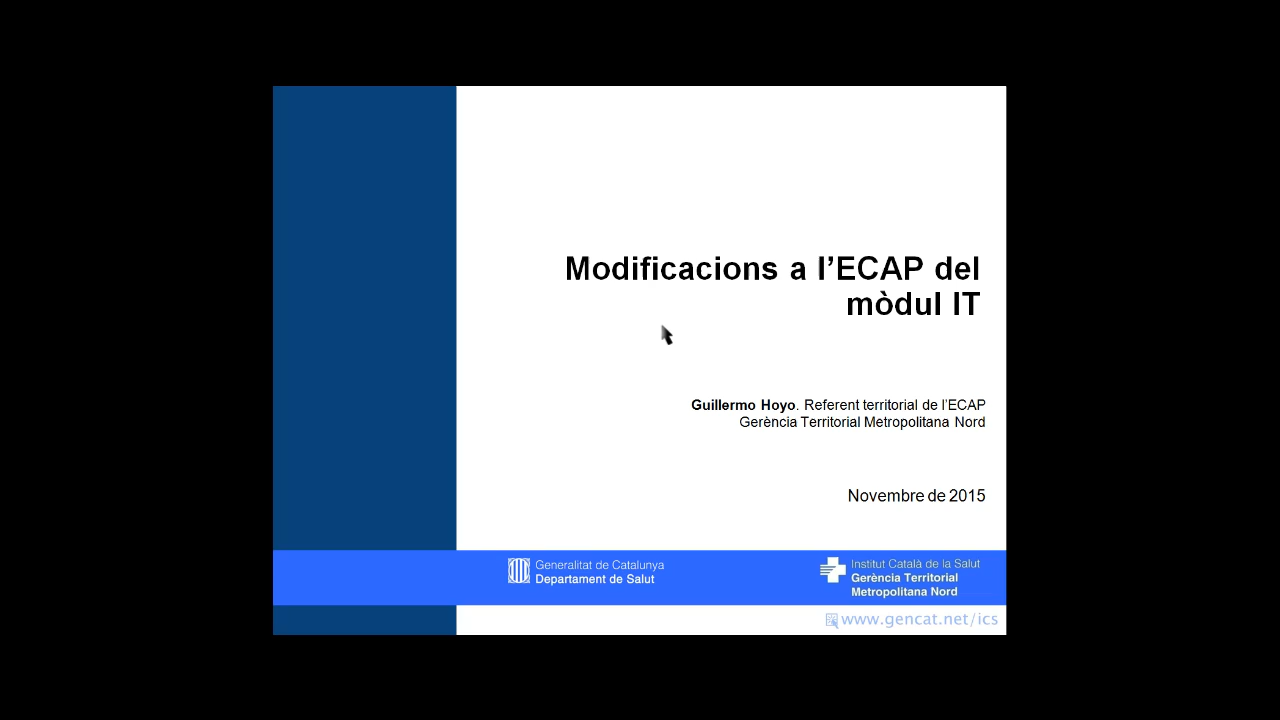 Modificacions a l’ECAP del
mòdul IT
Guillermo Hoyo. Referent territorial de l’ECAP
Gerència Territorial Metropolitana Nord
Novembre de 2015
Generalitat de Catalunya
Departament de Salut
Institut Català de la Salut
Gerència Territorial
Metropolitana Nord
www.gencat.net/ics